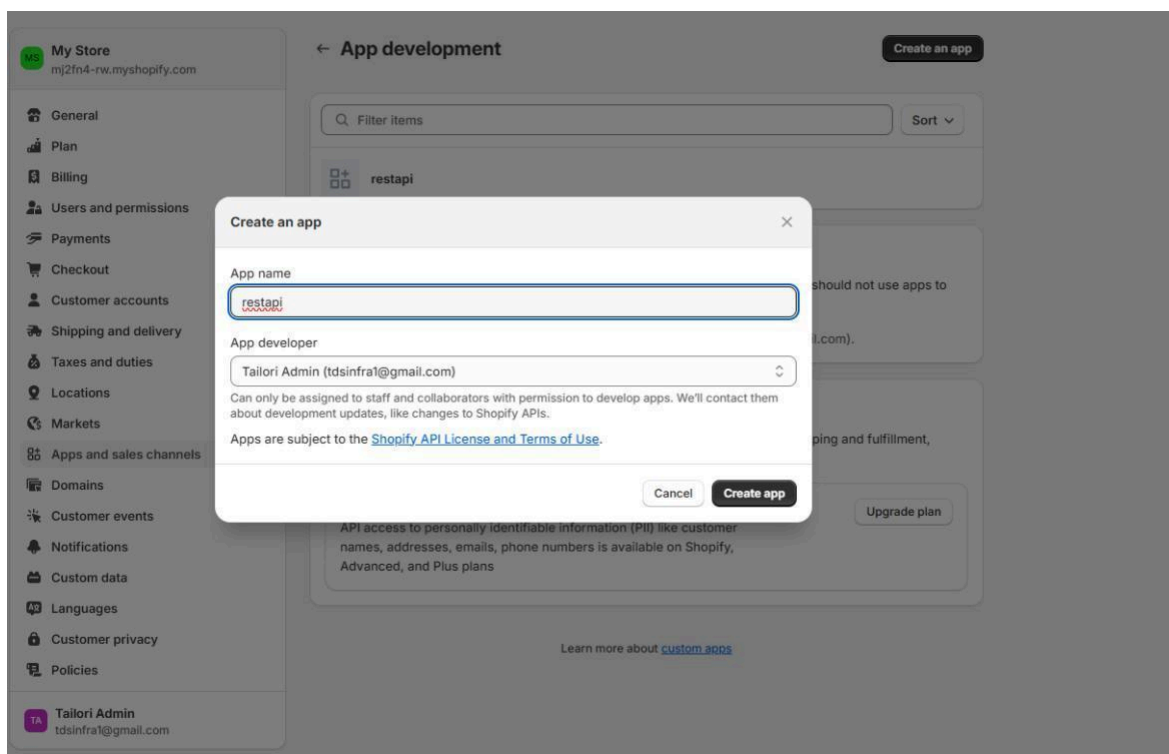 MS
My Store
mj2fn4-rw.myshopify.com
General
Plan
Billing
Users and permissions
Payments
Checkout
Customer accounts
Shipping and delivery
Taxes and duties
Locations
Markets
Apps and sales channels
Domains
Customer events
Notifications
Custom data
Languages
Customer privacy
Policies
TA
Tailori Admin
tdsinfra1@gmail.com
App development
Create an app
Filter items
Sort
restapi
should not use apps to
l.com).
ping and fulfillment,
Create an app
App name
restapi
App developer
Tailori Admin (tdsinfra1@gmail.com)
Can only be assigned to staff and collaborators with permission to develop apps. We'll contact them
about development updates, like changes to Shopify APIs.
Apps are subject to the Shopify API License and Terms of Use.
Cancel
Create app
Upgrade plan
API access to personally identifiable information (PII) like customer
names, addresses, emails, phone numbers is available on Shopify,
Advanced, and Plus plans
Learn more about custom apps